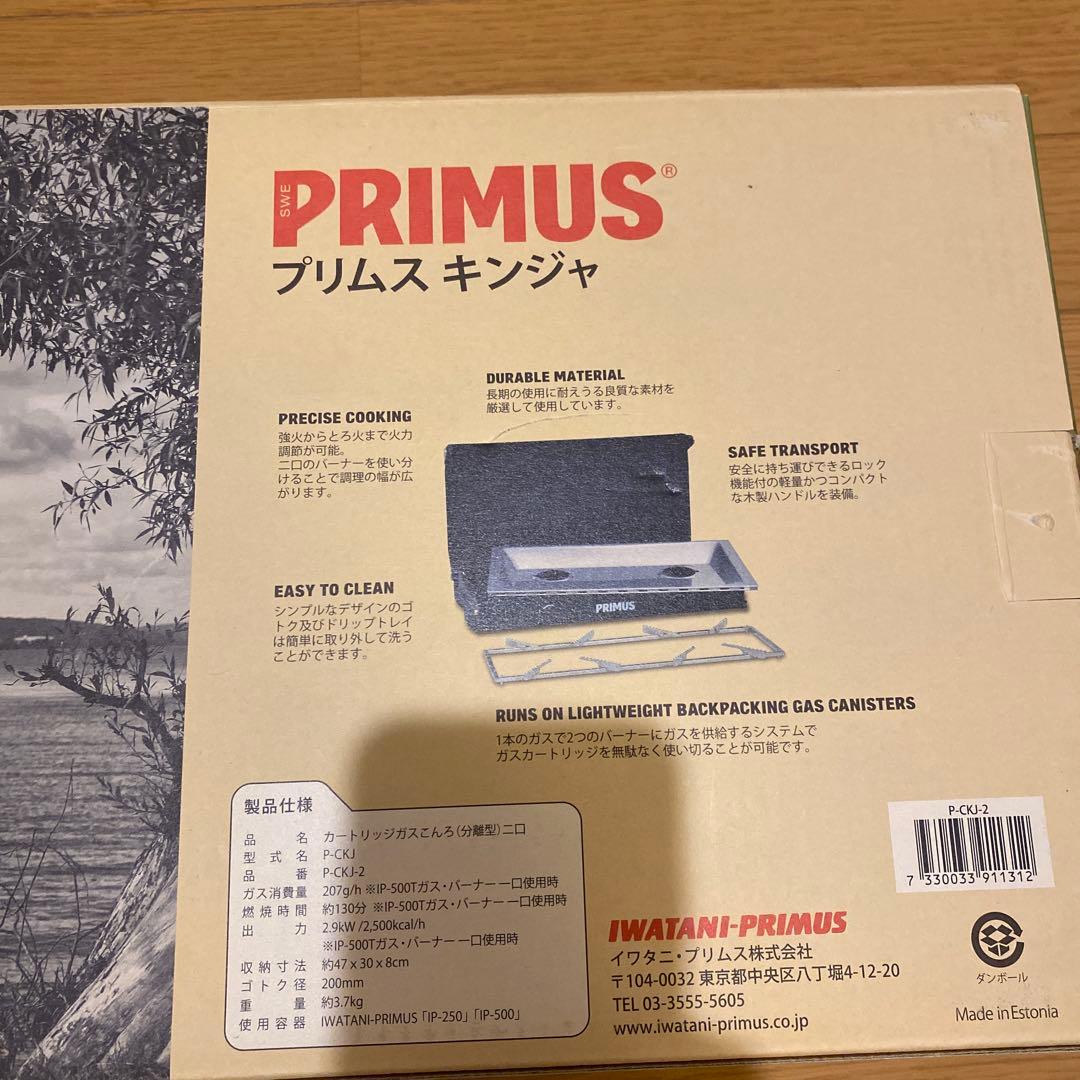 SWE
PRIMUS®
プリムス キンジャ
DURABLE MATERIAL
長期の使用に耐えうる良質な素材を
厳選して使用しています。
PRECISE COOKING
強火からとろ火まで火力
調節が可能。
二口のバーナーを使い分
けることで調理の幅が広
がります。
SAFE TRANSPORT
安全に持ち運びできるロック
機能付の軽量かつコンパクト
な木製ハンドルを装備。
EASY TO CLEAN
シンプルなデザインのゴ
トク及びドリップトレイ
は簡単に取り外して洗う
ことができます。
PRIMUS
RUNS ON LIGHTWEIGHT BACKPACKING GAS CANISTERS
1本のガスで2つのバーナーにガスを供給するシステムで
ガスカートリッジを無駄なく使い切ることが可能です。
製品仕様
品名 カートリッジガスこんろ(分離型)二口
型式名 P-CKJ
品番 P-CKJ-2
ガス消費量 207g/h ※IP-500Tガス・バーナー 一口使用時
燃焼時間 約130分 ※IP-500Tガス・バーナー 一口使用時
出力 2.9kW /2,500kcal/h
※IP-500Tガス・バーナー 一口使用時
収納寸法 約47 x 30 x 8cm
ゴトク径 200mm
重量 約3.7kg
使用容器 IWATANI-PRIMUS「IP-250」「IP-500」
P-CKJ-2
7 330033 911312
IWATANI-PRIMUS
イワタニ・プリムス株式会社
〒104-0032 東京都中央区八丁堀4-12-20
TEL 03-3555-5605
www.iwatani-primus.co.jp
ダンボール
Made in Estonia